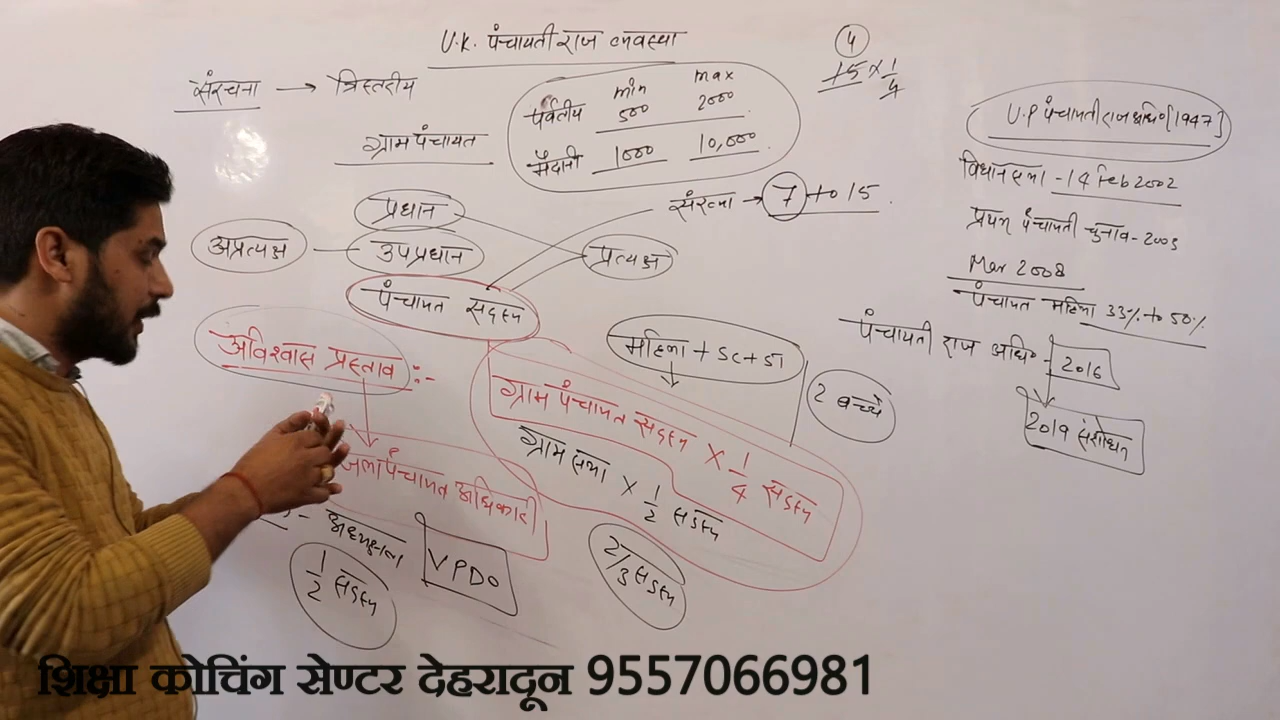 U.K. पंचायती राज व्यवस्था
संरचना → त्रिस्तरीय
ग्राम पंचायत
min max
पर्वतीय 500 2000
मैदानी 1000 10,000
4
15 × 1/4
संख्या → 7 to 15
प्रधान
अप्रत्यक्ष उपप्रधान प्रत्यक्ष
पंचायत सदस्य
U.P पंचायती राज अधि० [1947]
विधानसभा - 14 Feb 2002
प्रथम पंचायती चुनाव - 2003
Mar 2008
पंचायत महिला 33% to 50%
पंचायती राज अधि० - 2016
2019 संशोधन
अविश्वास प्रस्ताव :-
महिला + SC + ST
2 बच्चे
ग्राम पंचायत सदस्य × 1/4 सदस्य
ग्राम सभा × 1/2 सदस्य
जिला पंचायत अधिकारी
अध्यक्षता
VPDO
1/2 सदस्य
2/3 सदस्य
शिक्षा कोचिंग सेण्टर देहरादून 9557066981